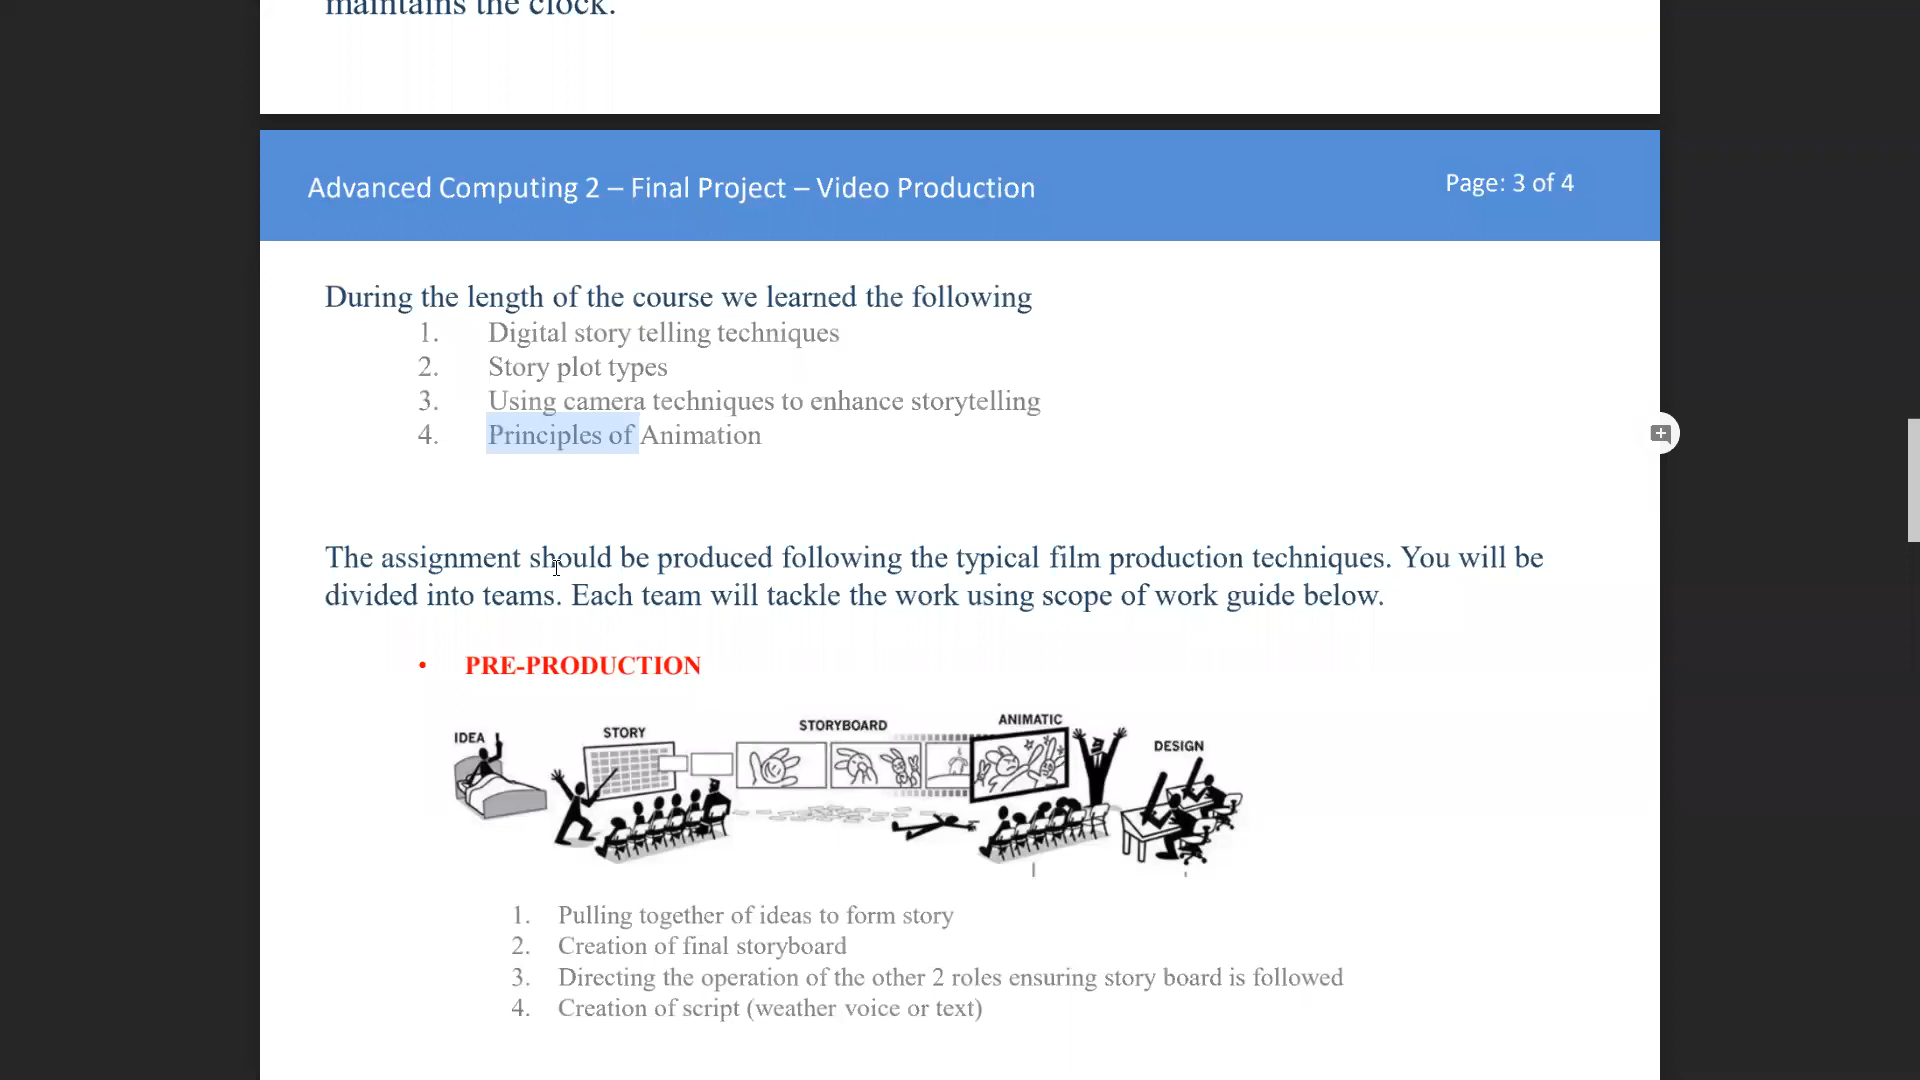 maintains the clock.
Advanced Computing 2 – Final Project – Video Production
Page: 3 of 4
During the length of the course we learned the following
1. Digital story telling techniques
2. Story plot types
3. Using camera techniques to enhance storytelling
4. Principles of Animation
The assignment should be produced following the typical film production techniques. You will be
divided into teams. Each team will tackle the work using scope of work guide below.
• PRE-PRODUCTION
IDEA
STORY
STORYBOARD
ANIMATIC
DESIGN
1. Pulling together of ideas to form story
2. Creation of final storyboard
3. Directing the operation of the other 2 roles ensuring story board is followed
4. Creation of script (weather voice or text)